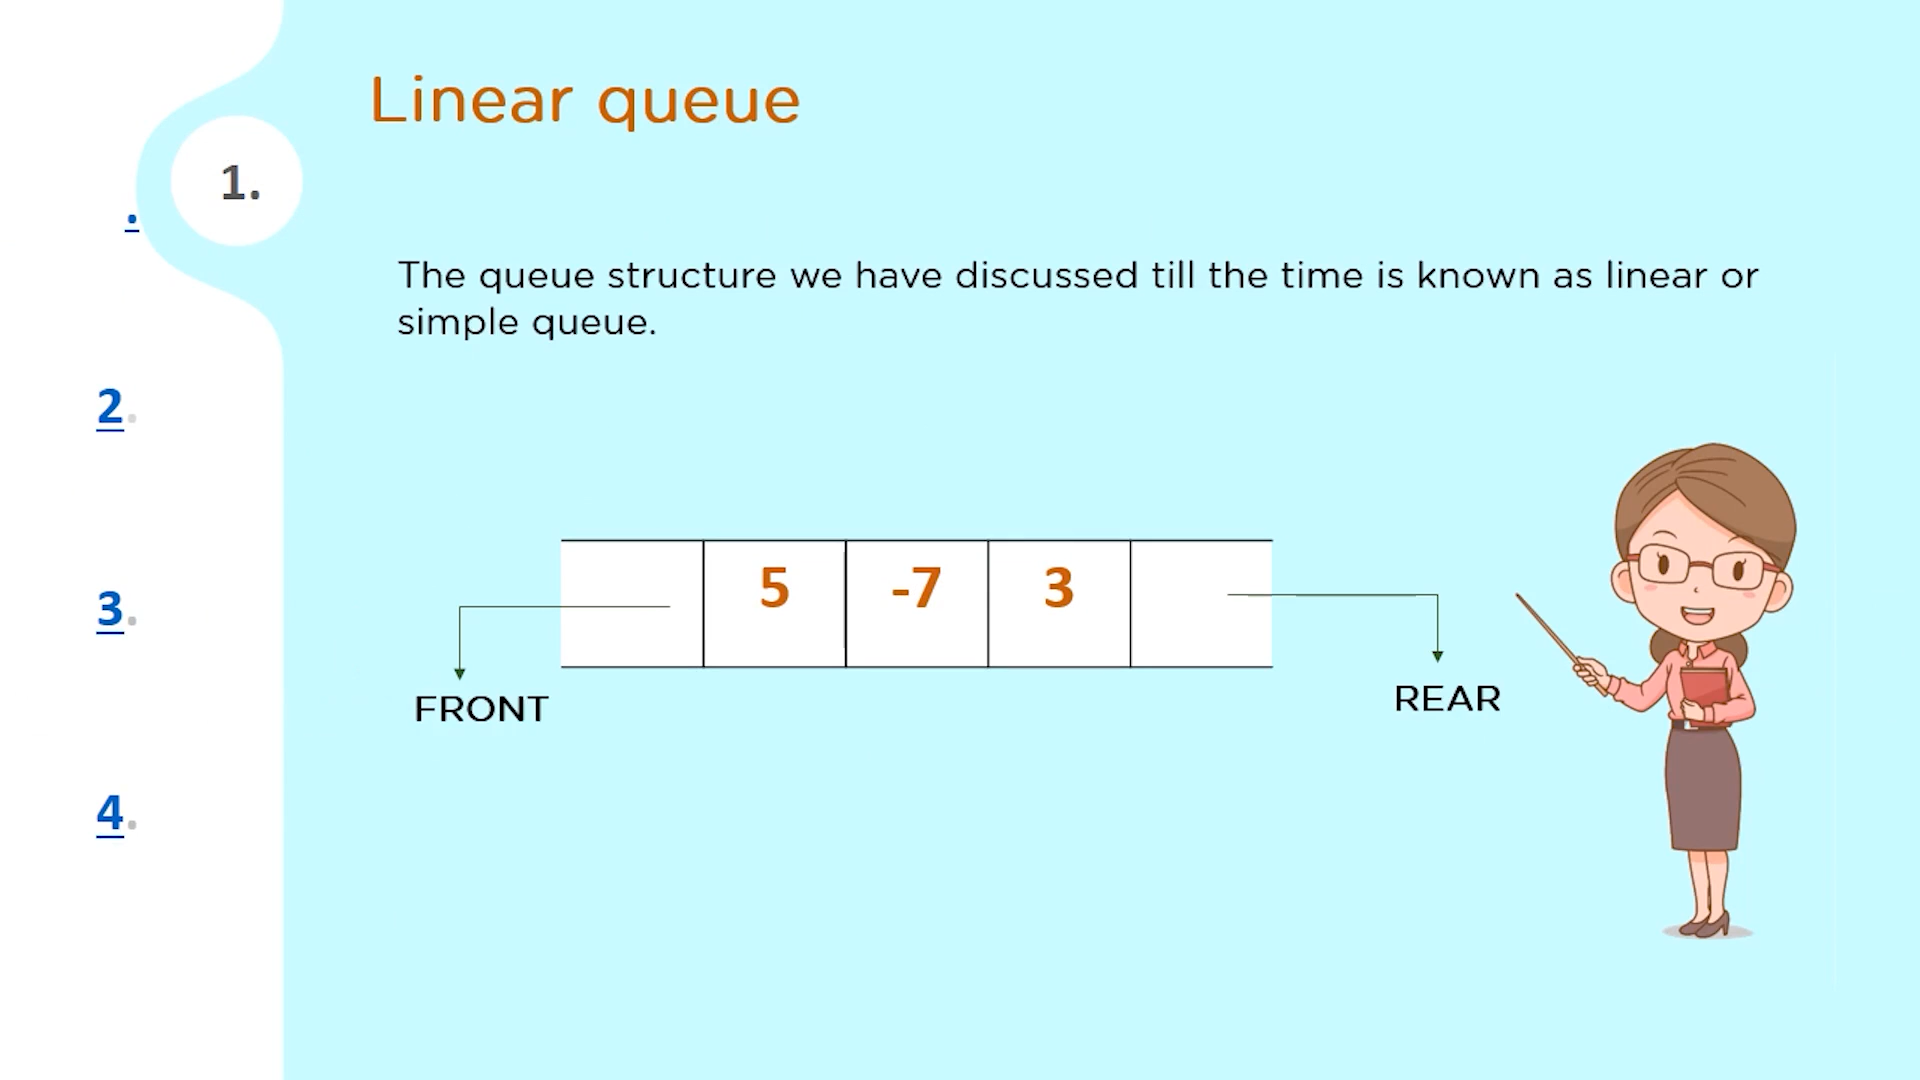 Linear queue
1.
.
The queue structure we have discussed till the time is known as linear or
simple queue.
2.
5 -7 3
3.
FRONT
REAR
4.